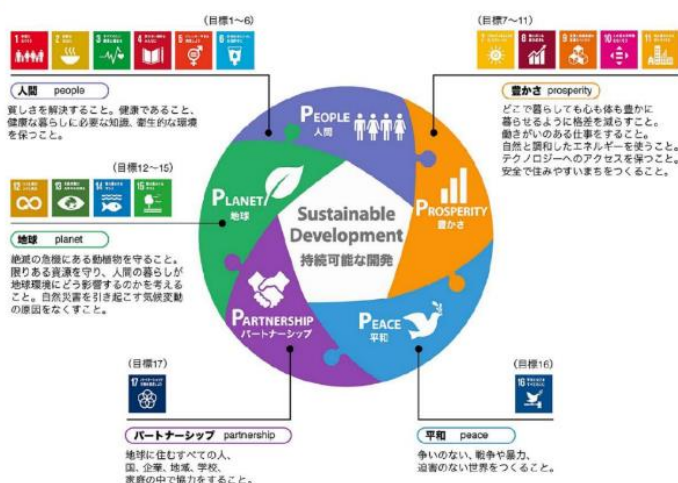 (目標1~6)
1 2 3 4 5 6
人間 people
貧しさを解決すること。健康であること、
健康な暮らしに必要な知識、衛生的な環境
を保つこと。
(目標7~11)
7 8 9 10 11
豊かさ prosperity
どこで暮らしても心も体も豊かに
暮らせるように格差を減らすこと。
働きがいのある仕事をすること。
自然と調和したエネルギーを使うこと。
テクノロジーへのアクセスを保つこと。
安全で住みやすいまちをつくること。
(目標12~15)
12 13 14 15
地球 planet
絶滅の危機にある動植物を守ること。
限りある資源を守り、人間の暮らしが
地球環境にどう影響するのかを考える
こと。自然災害を引き起こす気候変動
の原因をなくすこと。
PEOPLE
人間
PROSPERITY
豊かさ
PEACE
平和
PARTNERSHIP
パートナーシップ
PLANET
地球
Sustainable
Development
持続可能な開発
(目標17)
17
パートナーシップ partnership
地球に住むすべての人、
国、企業、地域、学校、
家庭の中で協力をすること。
(目標16)
16
平和 peace
争いのない、戦争や暴力、
迫害のない世界をつくること。